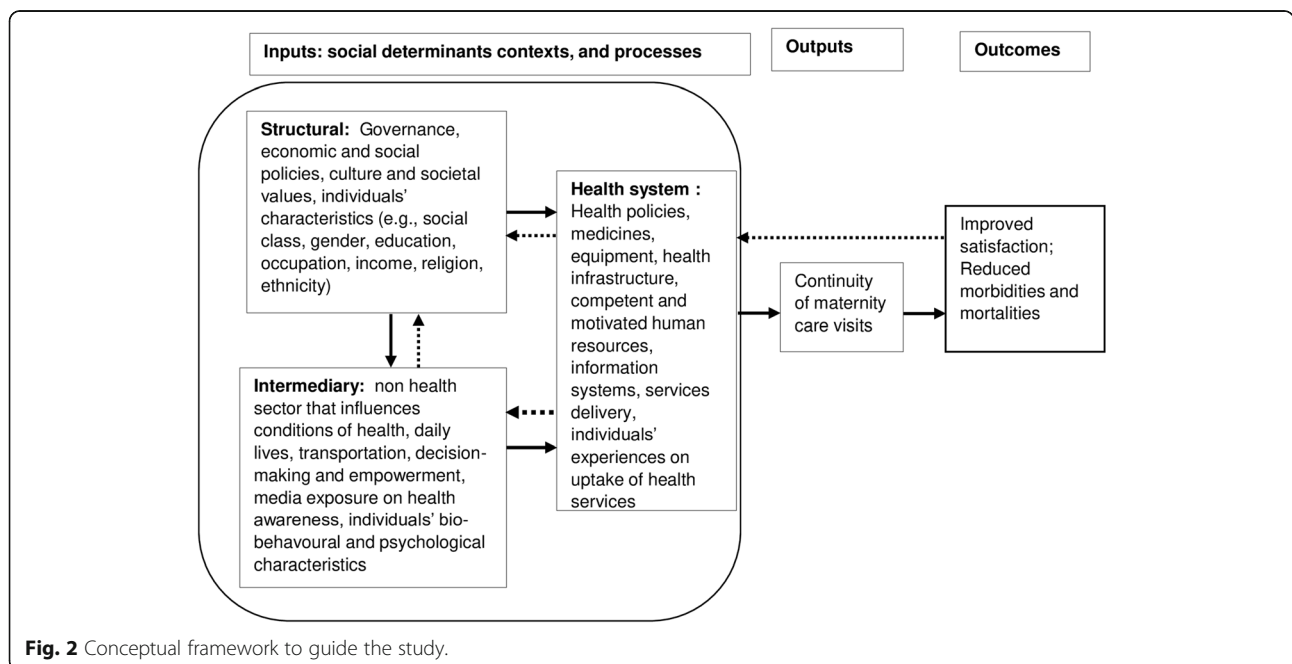 Inputs: social determinants contexts, and processes
Outputs
Outcomes
Structural: Governance,
economic and social
policies, culture and societal
values, individuals'
characteristics (e.g., social
class, gender, education,
occupation, income, religion,
ethnicity)
Intermediary: non health
sector that influences
conditions of health, daily
lives, transportation, decision-
making and empowerment,
media exposure on health
awareness, individuals' bio-
behavoural and psychological
characteristics
Health system :
Health policies,
medicines,
equipment, health
infrastructure,
competent and
motivated human
resources,
information
systems, services
delivery,
individuals'
experiences on
uptake of health
services
Continuity
of maternity
care visits
Improved
satisfaction;
Reduced
morbidities and
mortalities
Fig. 2 Conceptual framework to guide the study.